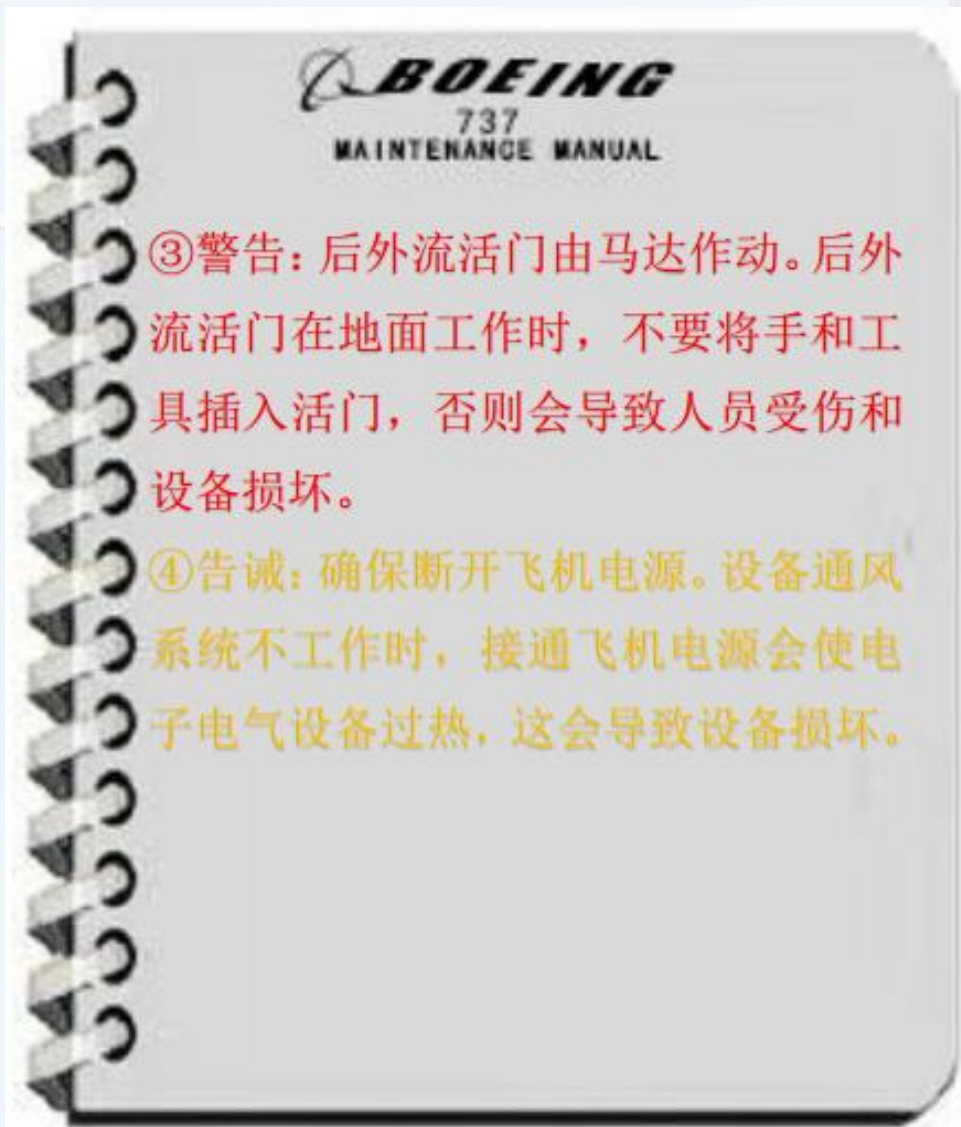 BOEING
737
MAINTENANCE MANUAL
③警告：后外流活门由马达作动。后外
流活门在地面工作时，不要将手和工
具插入活门，否则会导致人员受伤和
设备损坏。
④告诫：确保断开飞机电源。设备通风
系统不工作时，接通飞机电源会使电
子电气设备过热，这会导致设备损坏。